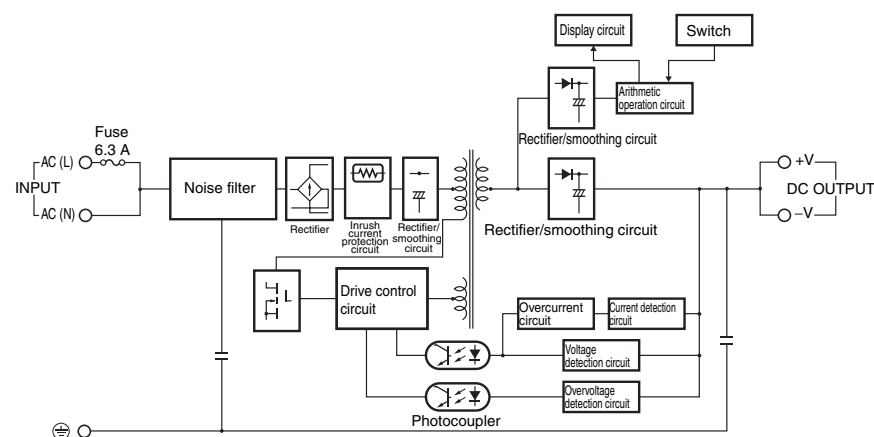 Display circuit
Switch
Arithmetic
operation circuit
Rectifier/smoothing circuit
Fuse
6.3 A
AC (L)
INPUT
AC (N)
Noise filter
Rectifier
Inrush
current
protection
circuit
Rectifier/
smoothing
circuit
Rectifier/smoothing circuit
+V
DC OUTPUT
−V
Drive control
circuit
Overcurrent
circuit
Current detection
circuit
Voltage
detection circuit
Overvoltage
detection circuit
Photocoupler